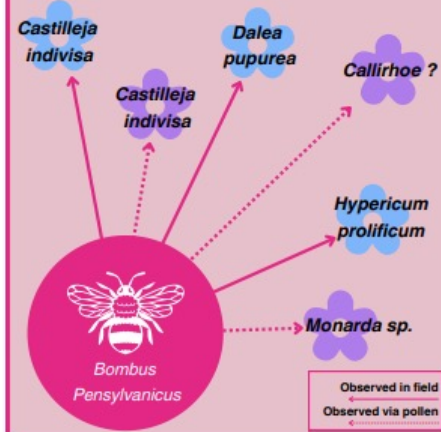 Castilleja
indivisa
Castilleja
indivisa
Dalea
pupurea
Callirhoe ?
Hypericum
prolificum
Monarda sp.
Bombus
Pensylvanicus
Observed in field
Observed via pollen